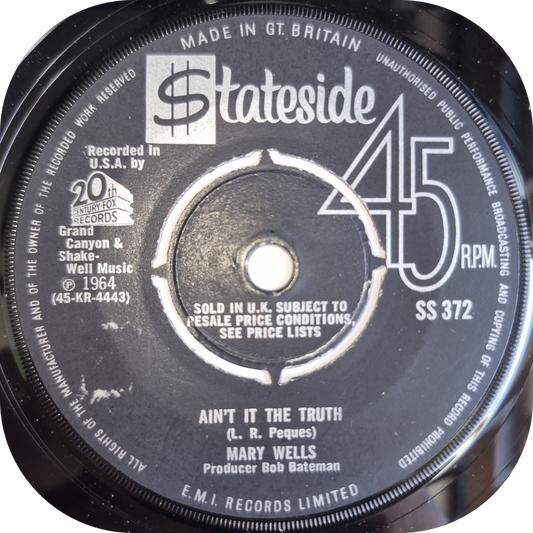 MADE IN GT. BRITAIN
$tateside
UNAUTHORISED PUBLIC PERFORMANCE BROADCASTING AND COPYING OF THIS RECORD PROHIBITED
ALL RIGHTS OF THE MANUFACTURER AND OF THE OWNER OF THE RECORDED WORK RESERVED
Recorded in
U.S.A. by
20th
CENTURY-FOX
RECORDS
Grand
Canyon &
Shake-
Well Music
Ⓟ 1964
(45-KR-4443)
45
R.P.M.
SS 372
SOLD IN U.K. SUBJECT TO
RESALE PRICE CONDITIONS,
SEE PRICE LISTS
AIN'T IT THE TRUTH
(L. R. Peques)
MARY WELLS
Producer Bob Bateman
E.M.I. RECORDS LIMITED